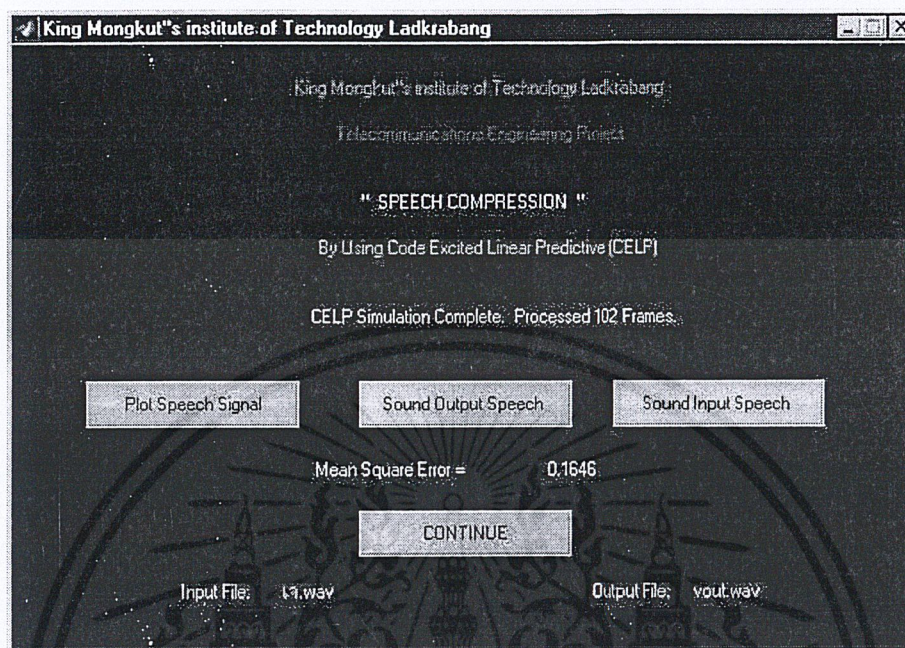 King Mongkut"s institute of Technology Ladkrabang
King Mongkut"s institute of Technology Ladkrabang
Telecommunications Engineering Project
" SPEECH COMPRESSION "
By Using Code Excited Linear Predictive (CELP)
CELP Simulation Complete. Processed 102 Frames.
Plot Speech Signal Sound Output Speech Sound Input Speech
Mean Square Error = 0.1646
CONTINUE
Input File: Output File: vout.wav